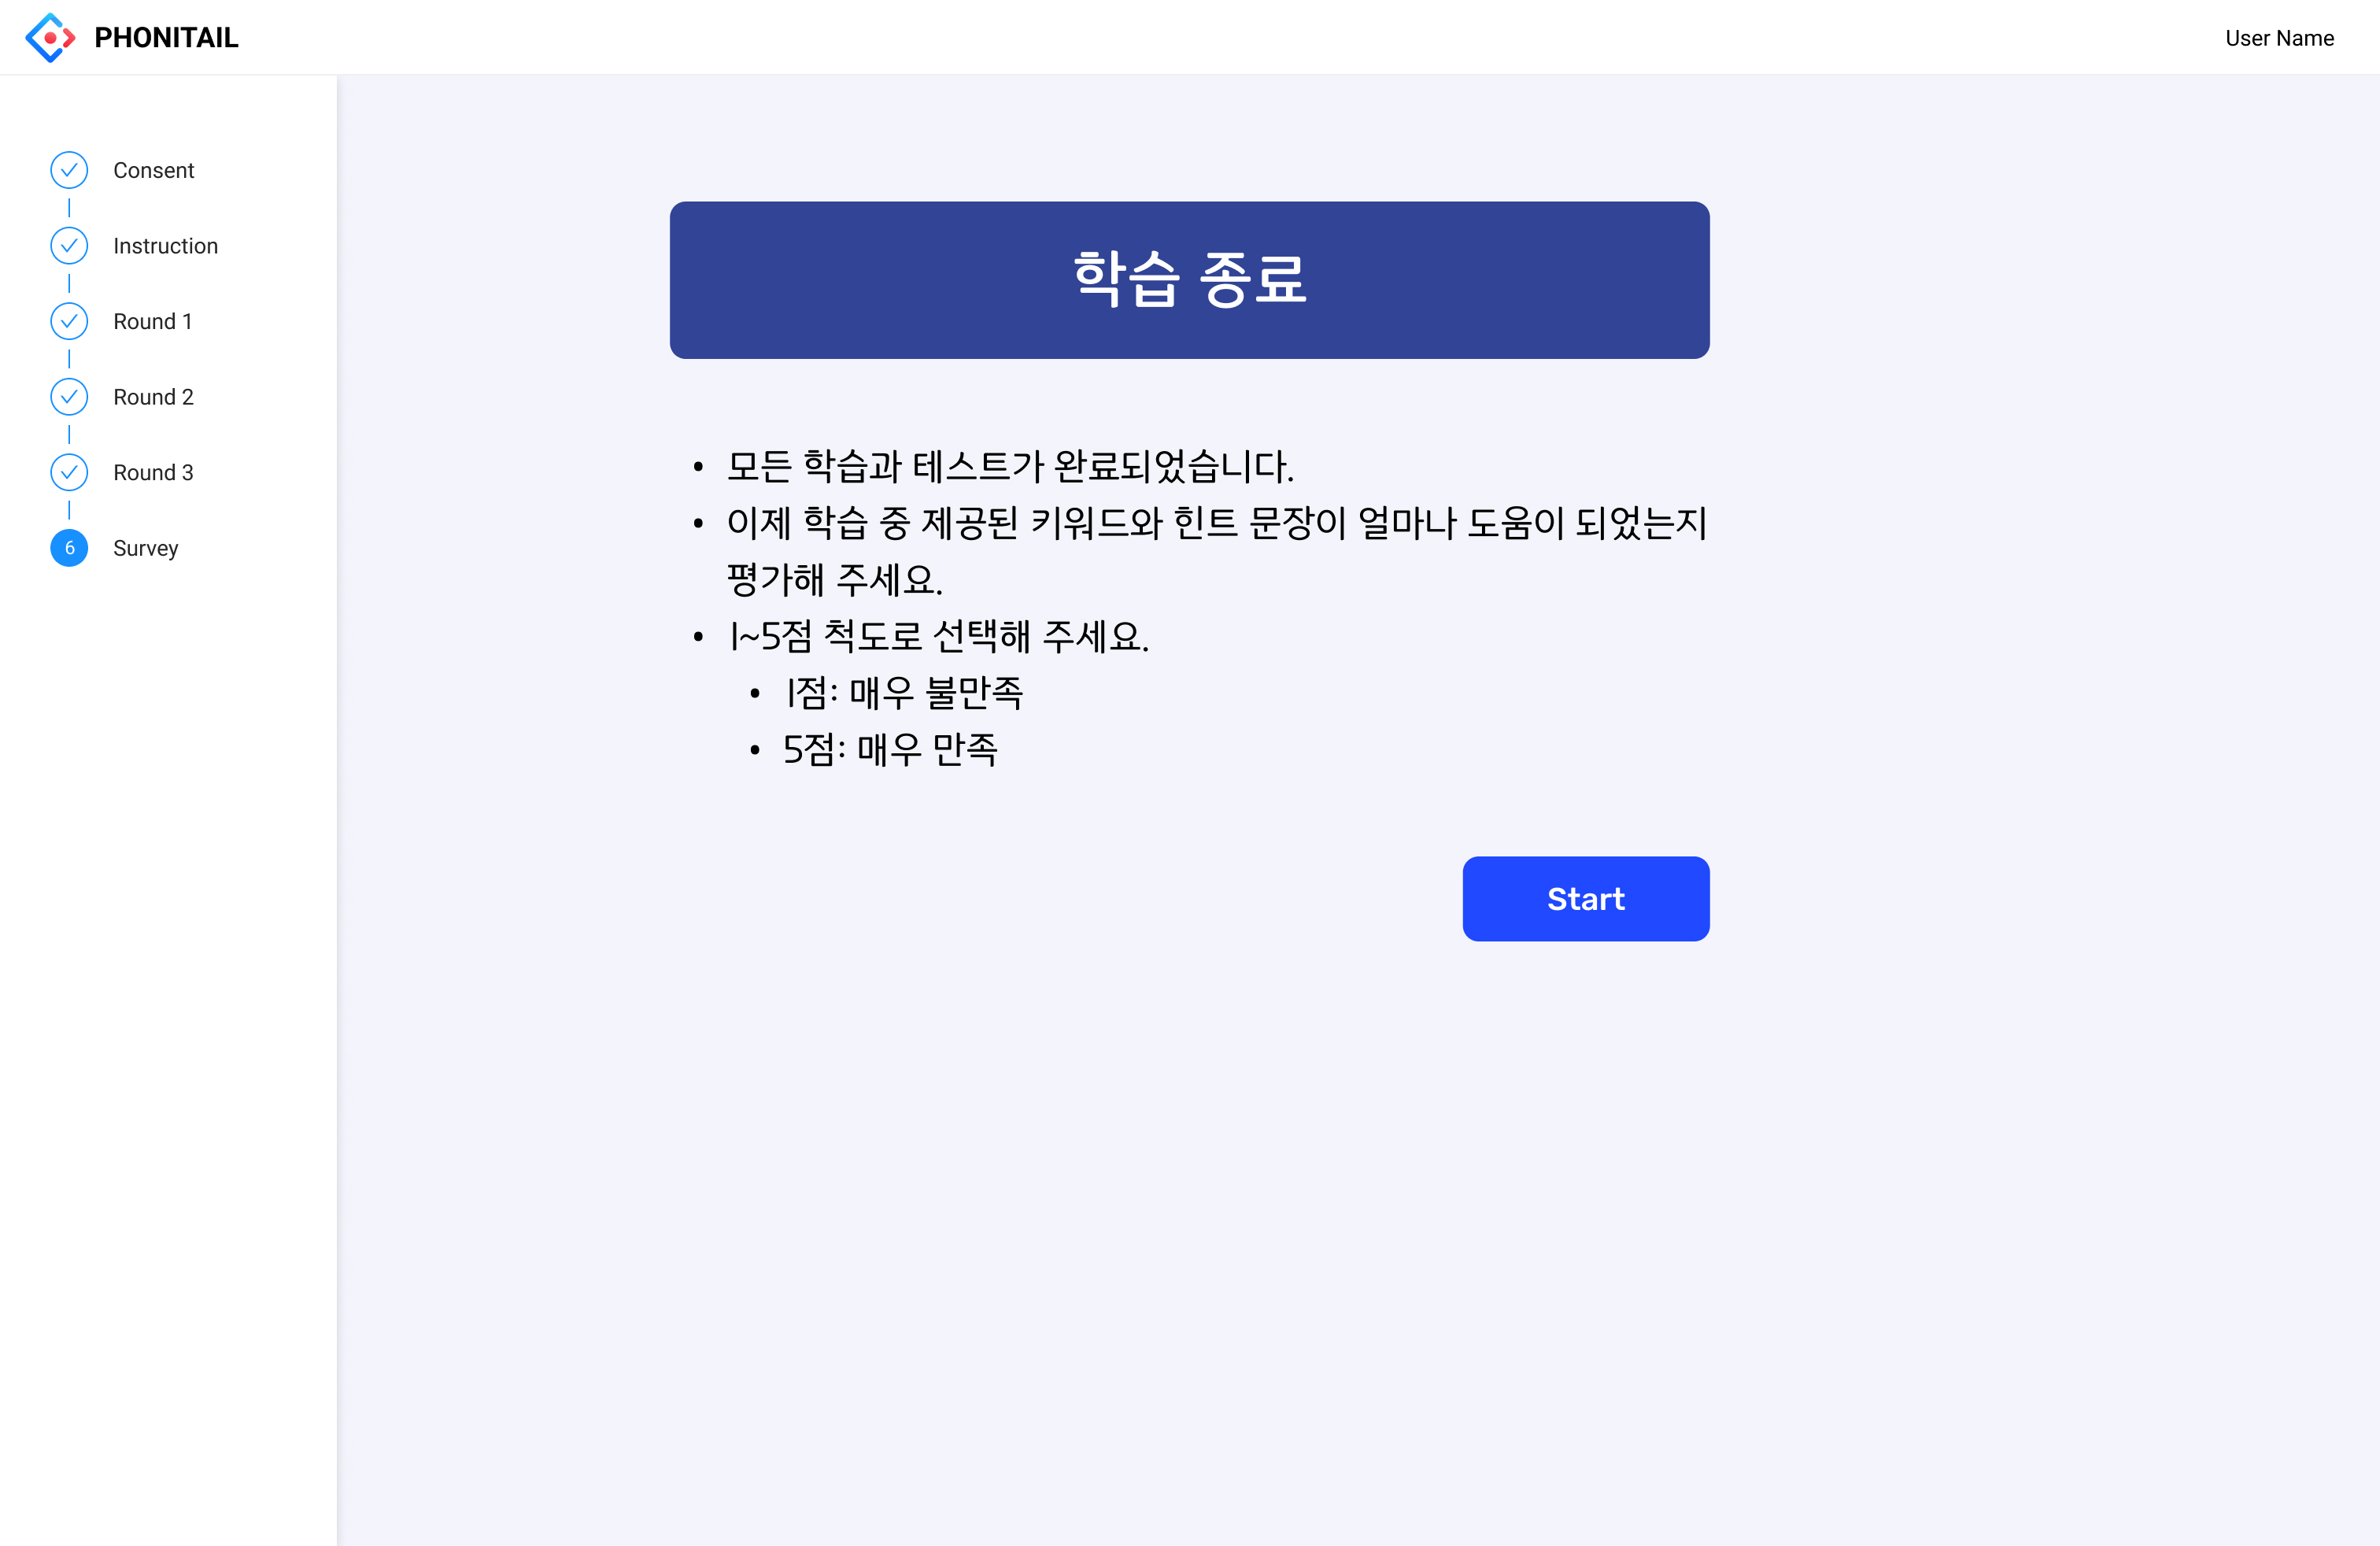 PHONITAIL
User Name
Consent
Instruction
Round 1
Round 2
Round 3
6 Survey
학습 종료
• 모든 학습과 테스트가 완료되었습니다.
• 이제 학습 중 제공된 키워드와 힌트 문장이 얼마나 도움이 되었는지
평가해 주세요.
• 1~5점 척도로 선택해 주세요.
• 1점: 매우 불만족
• 5점: 매우 만족
Start